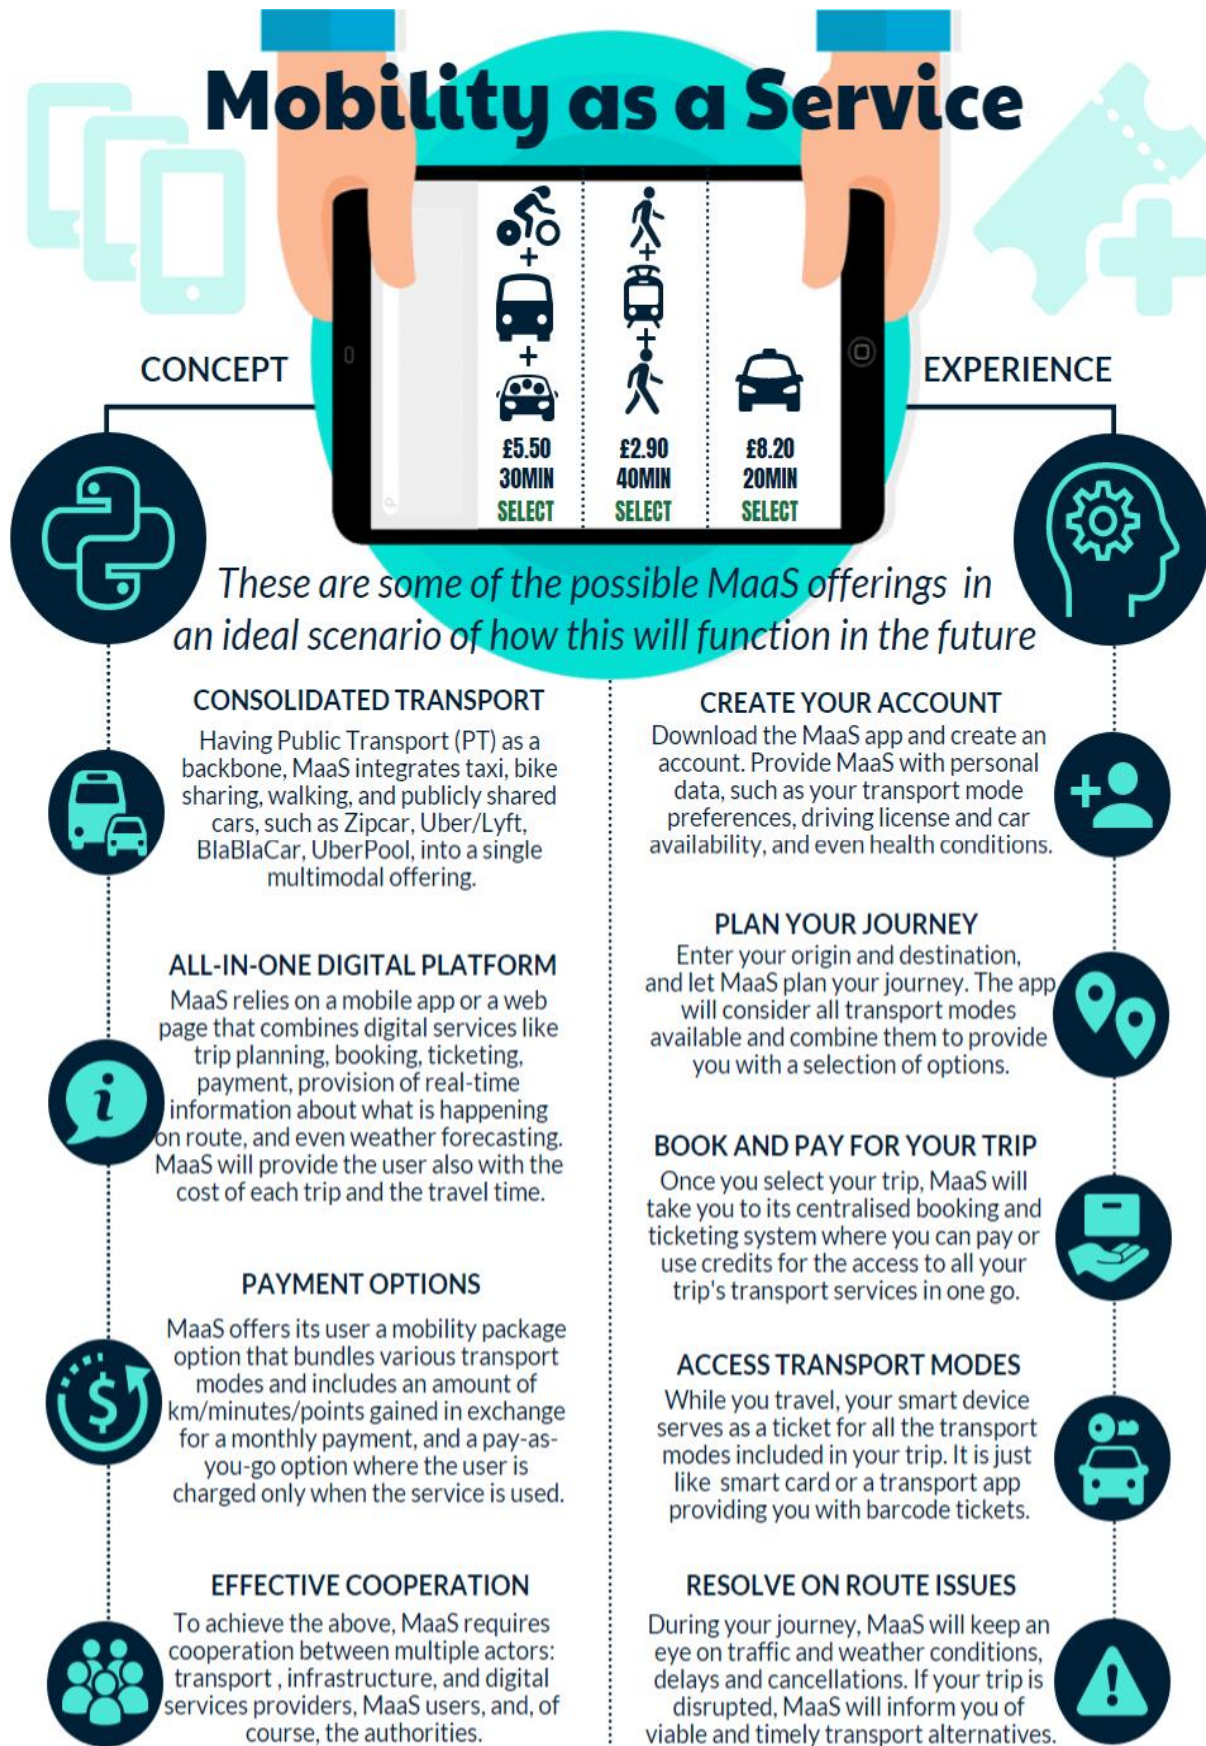 Mobility as a Service
£5.50
30MIN
SELECT
£2.90
40MIN
SELECT
£8.20
20MIN
SELECT
CONCEPT
EXPERIENCE
These are some of the possible MaaS offerings in
an ideal scenario of how this will function in the future
CONSOLIDATED TRANSPORT
Having Public Transport (PT) as a
backbone, MaaS integrates taxi, bike
sharing, walking, and publicly shared
cars, such as Zipcar, Uber/Lyft,
BlaBlaCar, UberPool, into a single
multimodal offering.
ALL-IN-ONE DIGITAL PLATFORM
MaaS relies on a mobile app or a web
page that combines digital services like
trip planning, booking, ticketing,
payment, provision of real-time
information about what is happening
on route, and even weather forecasting.
MaaS will provide the user also with the
cost of each trip and the travel time.
PAYMENT OPTIONS
MaaS offers its user a mobility package
option that bundles various transport
modes and includes an amount of
km/minutes/points gained in exchange
for a monthly payment, and a pay-as-
you-go option where the user is
charged only when the service is used.
EFFECTIVE COOPERATION
To achieve the above, MaaS requires
cooperation between multiple actors:
transport , infrastructure, and digital
services providers, MaaS users, and, of
course, the authorities.
CREATE YOUR ACCOUNT
Download the MaaS app and create an
account. Provide MaaS with personal
data, such as your transport mode
preferences, driving license and car
availability, and even health conditions.
PLAN YOUR JOURNEY
Enter your origin and destination,
and let MaaS plan your journey. The app
will consider all transport modes
available and combine them to provide
you with a selection of options.
BOOK AND PAY FOR YOUR TRIP
Once you select your trip, MaaS will
take you to its centralised booking and
ticketing system where you can pay or
use credits for the access to all your
trip's transport services in one go.
ACCESS TRANSPORT MODES
While you travel, your smart device
serves as a ticket for all the transport
modes included in your trip. It is just
like smart card or a transport app
providing you with barcode tickets.
RESOLVE ON ROUTE ISSUES
During your journey, MaaS will keep an
eye on traffic and weather conditions,
delays and cancellations. If your trip is
disrupted, MaaS will inform you of
viable and timely transport alternatives.